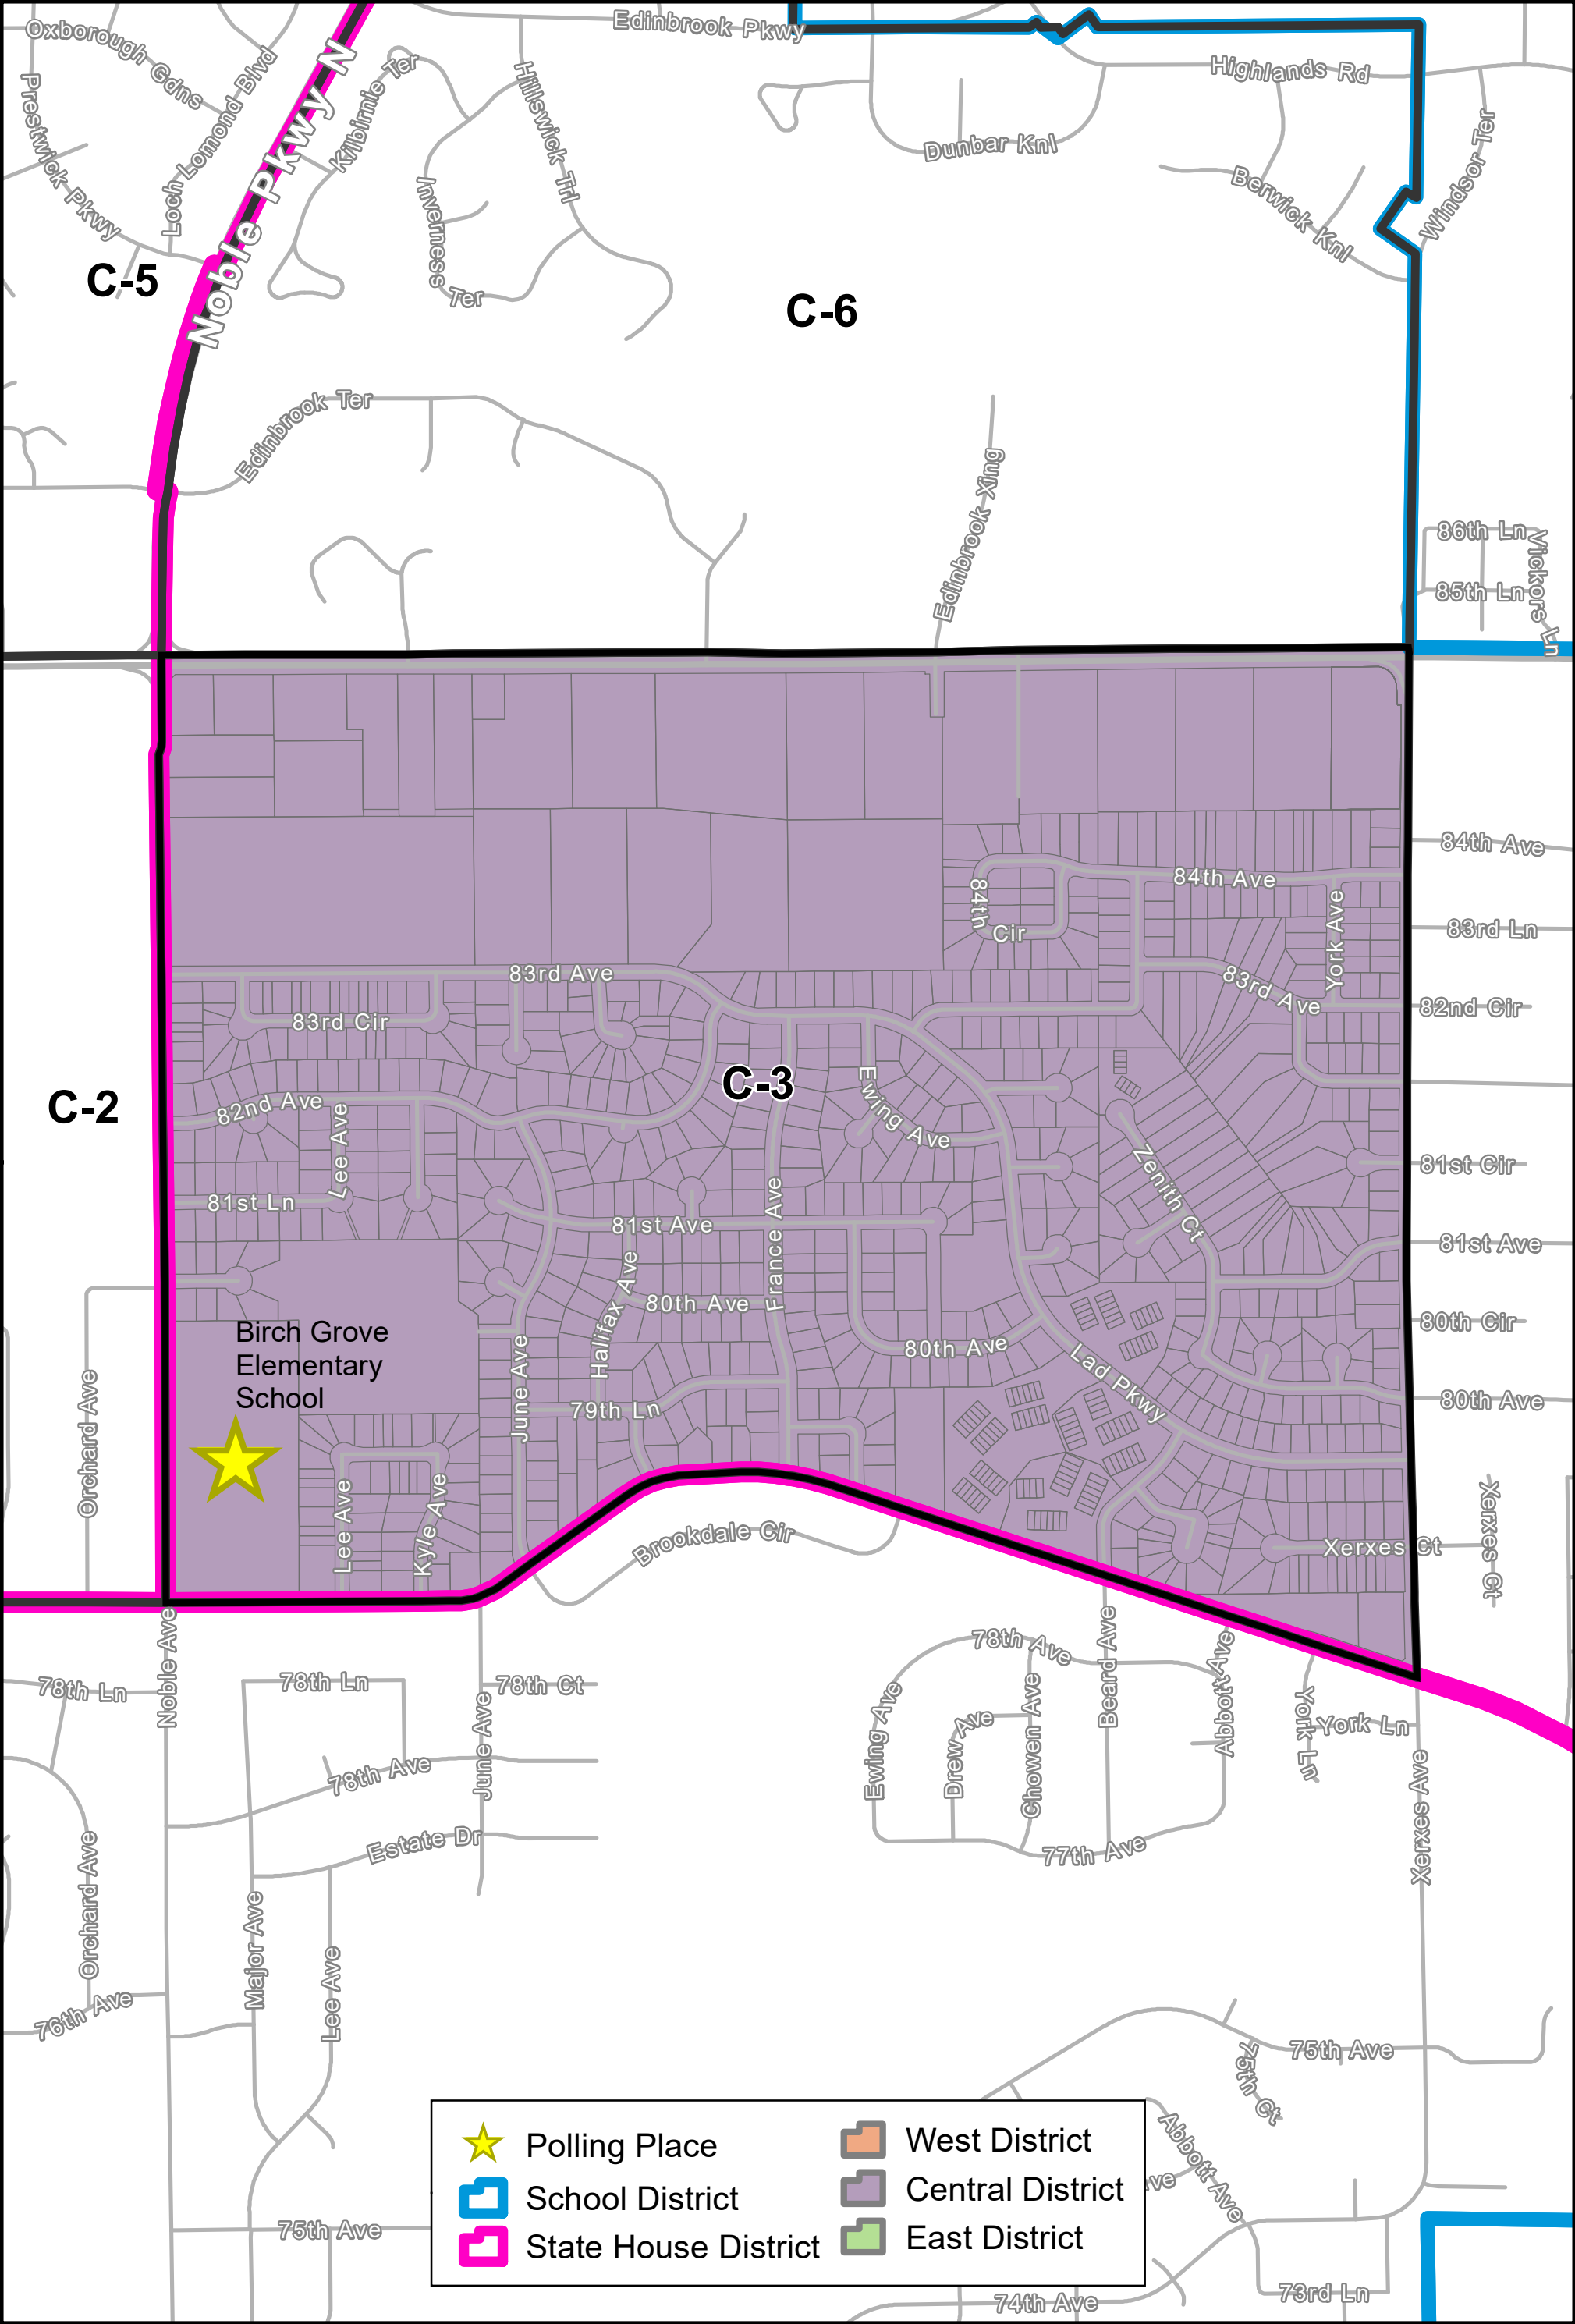 Edinbrook Pkwy
Oxborough Gdns
Noble Pkwy N
Kilbirnie Ter
Hillswick Trl
Highlands Rd
Loch Lomond Blvd
Prestwick Pkwy
Dunbar Knl
Windsor Ter
Berwick Knl
Inverness
Ter
C-5
C-6
Edinbrook Ter
Edinbrook Xing
86th Ln
Vickors Ln
85th Ln
84th Ave
84th Ave
84th
Cir
York Ave
83rd Ln
83rd Ave
83rd Ave
82nd Cir
83rd Cir
C-3
Ewing Ave
C-2
82nd Ave
Lee Ave
Zenith Ct
81st Cir
81st Ln
81st Ave
France Ave
81st Ave
Halifax Ave
80th Ave
80th Cir
Birch Grove
Elementary
School
June Ave
80th Ave
Lad Pkwy
80th Ave
Orchard Ave
79th Ln
Lee Ave
Kyle Ave
Brookdale Cir
Xerxes Ct
Xerxes Ct
Noble Ave
78th Ave
Beard Ave
Abbott Ave
78th Ln
78th Ln
78th Ct
June Ave
Ewing Ave
Drew Ave
Chowen Ave
York Ln
York Ln
78th Ave
Xerxes Ave
Estate Dr
77th Ave
Orchard Ave
Major Ave
Lee Ave
76th Ave
75th Ave
75th Ct
Abbott Ave
ve
75th Ave
73rd Ln
74th Ave
Polling Place
School District
State House District
West District
Central District
East District